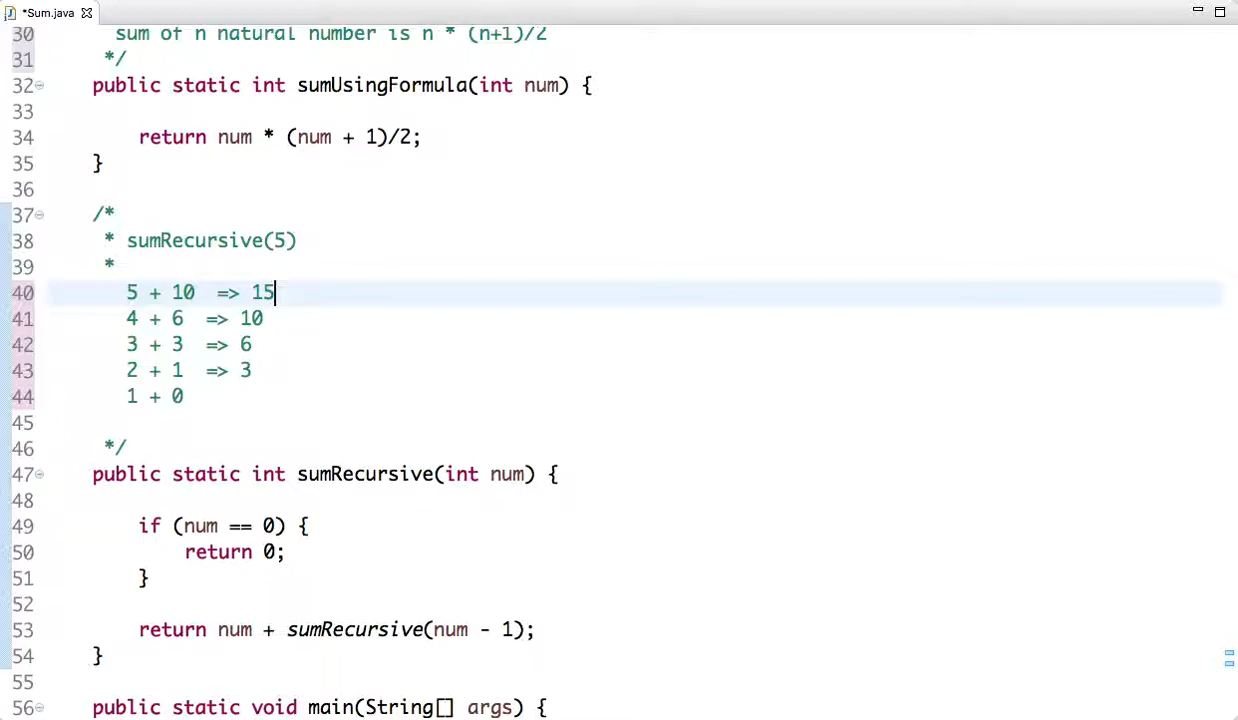 *Sum.java
30 sum of n natural number is n * (n+1)/2
31 */
32 public static int sumUsingFormula(int num) {
33
34 return num * (num + 1)/2;
35 }
36
37 /*
38 * sumRecursive(5)
39 *
40 5 + 10 => 15
41 4 + 6 => 10
42 3 + 3 => 6
43 2 + 1 => 3
44 1 + 0
45
46 */
47 public static int sumRecursive(int num) {
48
49 if (num == 0) {
50 return 0;
51 }
52
53 return num + sumRecursive(num - 1);
54 }
55
56 public static void main(String[] args) {